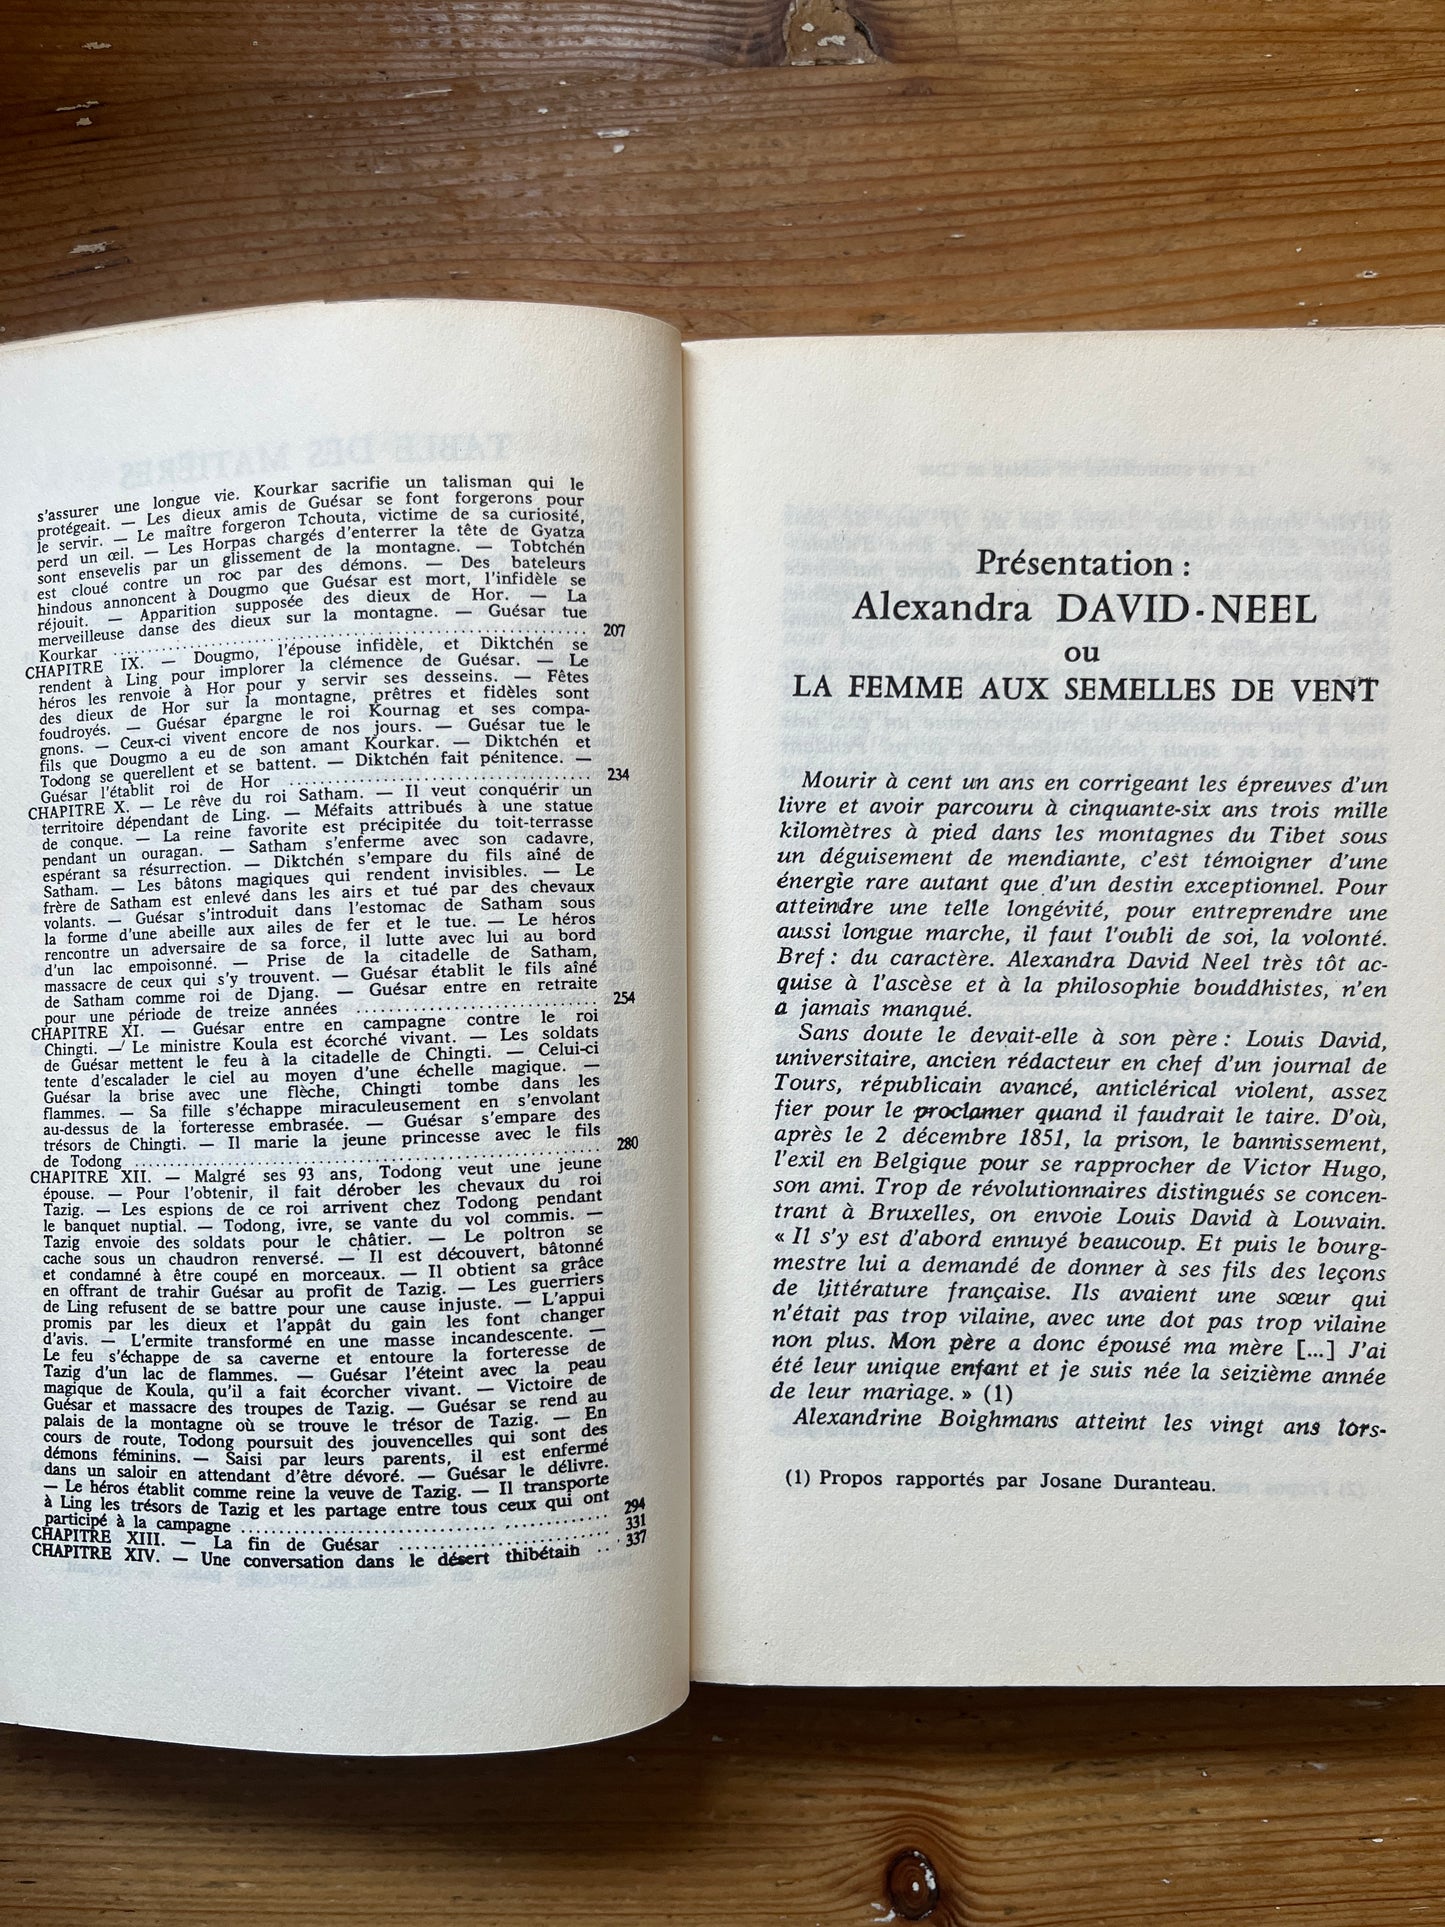 s'assurer une longue vie. Kourkar sacrifie un talisman qui le
protégeait. — Les dieux amis de Guésar se font forgerons pour
le servir. — Le maître forgeron Tchouta, victime de sa curiosité,
perd un œil. — Les Horpas chargés d'enterrer la tête de Gyatza
sont ensevelis par un glissement de la montagne. — Tobtchén
est cloué contre un roc par des démons. — Des bateleurs
hindous annoncent à Dougmo que Guésar est mort, l'infidèle se
réjouit. — Apparition supposée des dieux de Hor. — La
merveilleuse danse des dieux sur la montagne. — Guésar tue
Kourkar .......... 207
CHAPITRE IX. — Dougmo, l'épouse infidèle, et Diktchén se
rendent à Ling pour implorer la clémence de Guésar. — Le
héros les renvoie à Hor pour y servir ses desseins. — Fêtes
des dieux de Hor sur la montagne, prêtres et fidèles sont
foudroyés. — Guésar épargne le roi Kournag et ses compa-
gnons. — Ceux-ci vivent encore de nos jours. — Guésar tue le
fils que Dougmo a eu de son amant Kourkar. — Diktchén et
Todong se querellent et se battent. — Diktchén fait pénitence. —
Guésar l'établit roi de Hor .......... 234
CHAPITRE X. — Le rêve du roi Satham. — Il veut conquérir un
territoire dépendant de Ling. — Méfaits attribués à une statue
de conque. — La reine favorite est précipitée du toit-terrasse
pendant un ouragan. — Satham s'enferme avec son cadavre,
espérant sa résurrection. — Diktchén s'empare du fils aîné de
Satham. — Les bâtons magiques qui rendent invisibles. — Le
frère de Satham est enlevé dans les airs et tué par des chevaux
volants. — Guésar s'introduit dans l'estomac de Satham sous
la forme d'une abeille aux ailes de fer et le tue. — Le héros
rencontre un adversaire de sa force, il lutte avec lui au bord
d'un lac empoisonné. — Prise de la citadelle de Satham,
massacre de ceux qui s'y trouvent. — Guésar établit le fils aîné
de Satham comme roi de Djang. — Guésar entre en retraite
pour une période de treize années .......... 254
CHAPITRE XI. — Guésar entre en campagne contre le roi
Chingti. — Le ministre Koula est écorché vivant. — Les soldats
de Guésar mettent le feu à la citadelle de Chingti. — Celui-ci
tente d'escalader le ciel au moyen d'une échelle magique. —
Guésar la brise avec une flèche, Chingti tombe dans les
flammes. — Sa fille s'échappe miraculeusement en s'envolant
au-dessus de la forteresse embrasée. — Guésar s'empare des
trésors de Chingti. — Il marie la jeune princesse avec le fils
de Todong .......... 280
CHAPITRE XII. — Malgré ses 93 ans, Todong veut une jeune
épouse. — Pour l'obtenir, il fait dérober les chevaux du roi
Tazig. — Les espions de ce roi arrivent chez Todong pendant
le banquet nuptial. — Todong, ivre, se vante du vol commis. —
Tazig envoie des soldats pour le châtier. — Le poltron se
cache sous un chaudron renversé. — Il est découvert, bâtonné
et condamné à être coupé en morceaux. — Il obtient sa grâce
en offrant de trahir Guésar au profit de Tazig. — Les guerriers
de Ling refusent de se battre pour une cause injuste. — L'appui
promis par les dieux et l'appât du gain les font changer
d'avis. — L'ermite transformé en une masse incandescente. —
Le feu s'échappe de sa caverne et entoure la forteresse de
Tazig d'un lac de flammes. — Guésar l'éteint avec la peau
magique de Koula, qu'il a fait écorcher vivant. — Victoire de
Guésar et massacre des troupes de Tazig. — Guésar se rend au
palais de la montagne où se trouve le trésor de Tazig. — En
cours de route, Todong poursuit des jouvencelles qui sont des
démons féminins. — Saisi par leurs parents, il est enfermé
dans un saloir en attendant d'être dévoré. — Guésar le délivre.
— Le héros établit comme reine la veuve de Tazig. — Il transporte
à Ling les trésors de Tazig et les partage entre tous ceux qui ont
participé à la campagne .......... 294
CHAPITRE XIII. — La fin de Guésar .......... 331
CHAPITRE XIV. — Une conversation dans le désert thibétain .. 337
Présentation :
Alexandra DAVID-NEEL
ou
LA FEMME AUX SEMELLES DE VENT
Mourir à cent un ans en corrigeant les épreuves d'un
livre et avoir parcouru à cinquante-six ans trois mille
kilomètres à pied dans les montagnes du Tibet sous
un déguisement de mendiante, c'est témoigner d'une
énergie rare autant que d'un destin exceptionnel. Pour
atteindre une telle longévité, pour entreprendre une
aussi longue marche, il faut l'oubli de soi, la volonté.
Bref : du caractère. Alexandra David Neel très tôt ac-
quise à l'ascèse et à la philosophie bouddhistes, n'en
a jamais manqué.
Sans doute le devait-elle à son père : Louis David,
universitaire, ancien rédacteur en chef d'un journal de
Tours, républicain avancé, anticlérical violent, assez
fier pour le proclamer quand il faudrait le taire. D'où,
après le 2 décembre 1851, la prison, le bannissement,
l'exil en Belgique pour se rapprocher de Victor Hugo,
son ami. Trop de révolutionnaires distingués se concen-
trant à Bruxelles, on envoie Louis David à Louvain.
« Il s'y est d'abord ennuyé beaucoup. Et puis le bourg-
mestre lui a demandé de donner à ses fils des leçons
de littérature française. Ils avaient une sœur qui
n'était pas trop vilaine, avec une dot pas trop vilaine
non plus. Mon père a donc épousé ma mère [...] J'ai
été leur unique enfant et je suis née la seizième année
de leur mariage. » (1)
Alexandrine Boighmans atteint les vingt ans lors-
(1) Propos rapportés par Josane Duranteau.